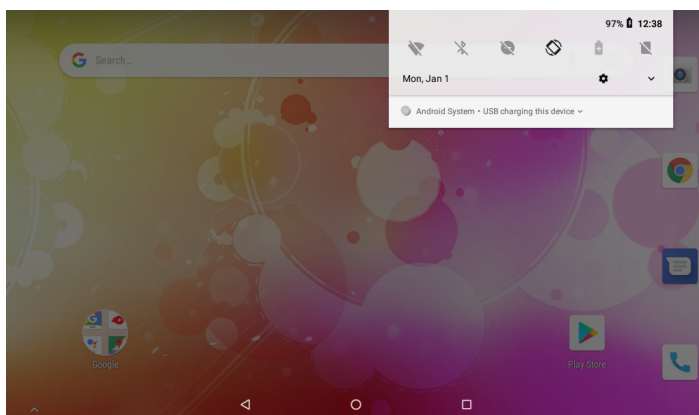 97% 12:38
Search...
Mon, Jan 1
Android System • USB charging this device
Google
Play Store